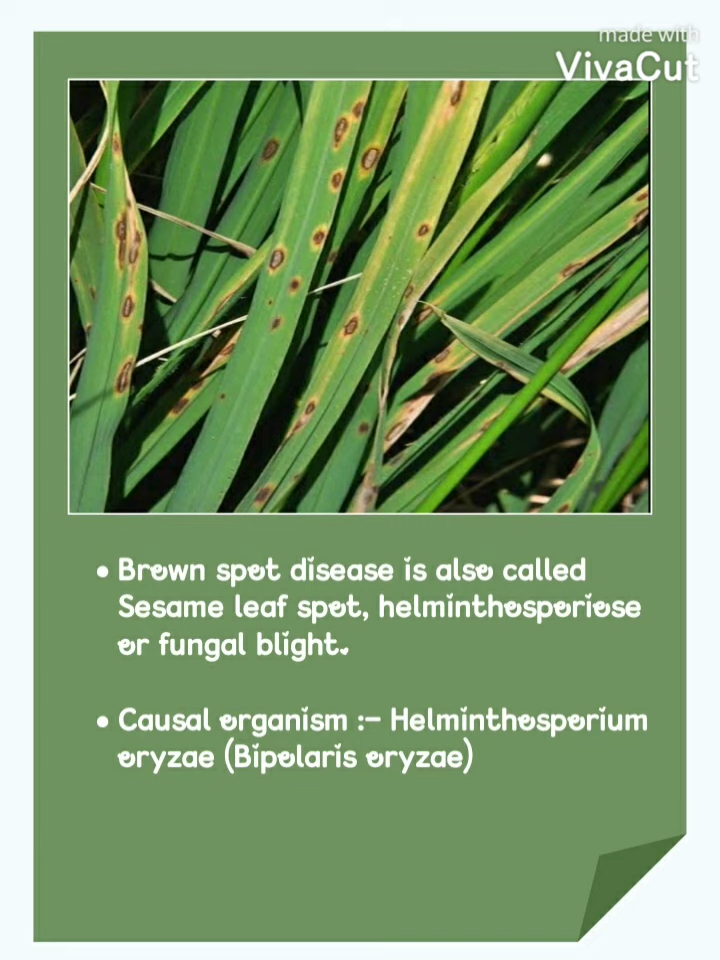 made with
VivaCut
• Brown spot disease is also called
Sesame leaf spot, helminthosporiose
or fungal blight.
• Causal organism :- Helminthosporium
oryzae (Bipolaris oryzae)